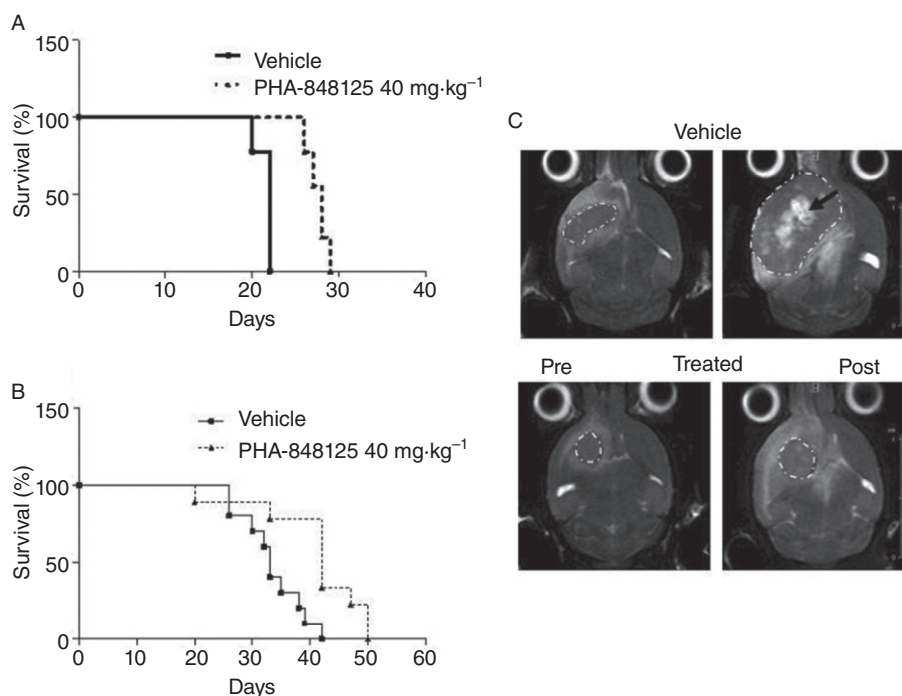 A
150
100
50
0
Survival (%)
0 10 20 30 40
Days
Vehicle
PHA-848125 40 mg·kg⁻¹
B
150
100
50
0
Survival (%)
0 10 20 30 40 50 60
Days
Vehicle
PHA-848125 40 mg·kg⁻¹
C
Vehicle
Pre Treated Post